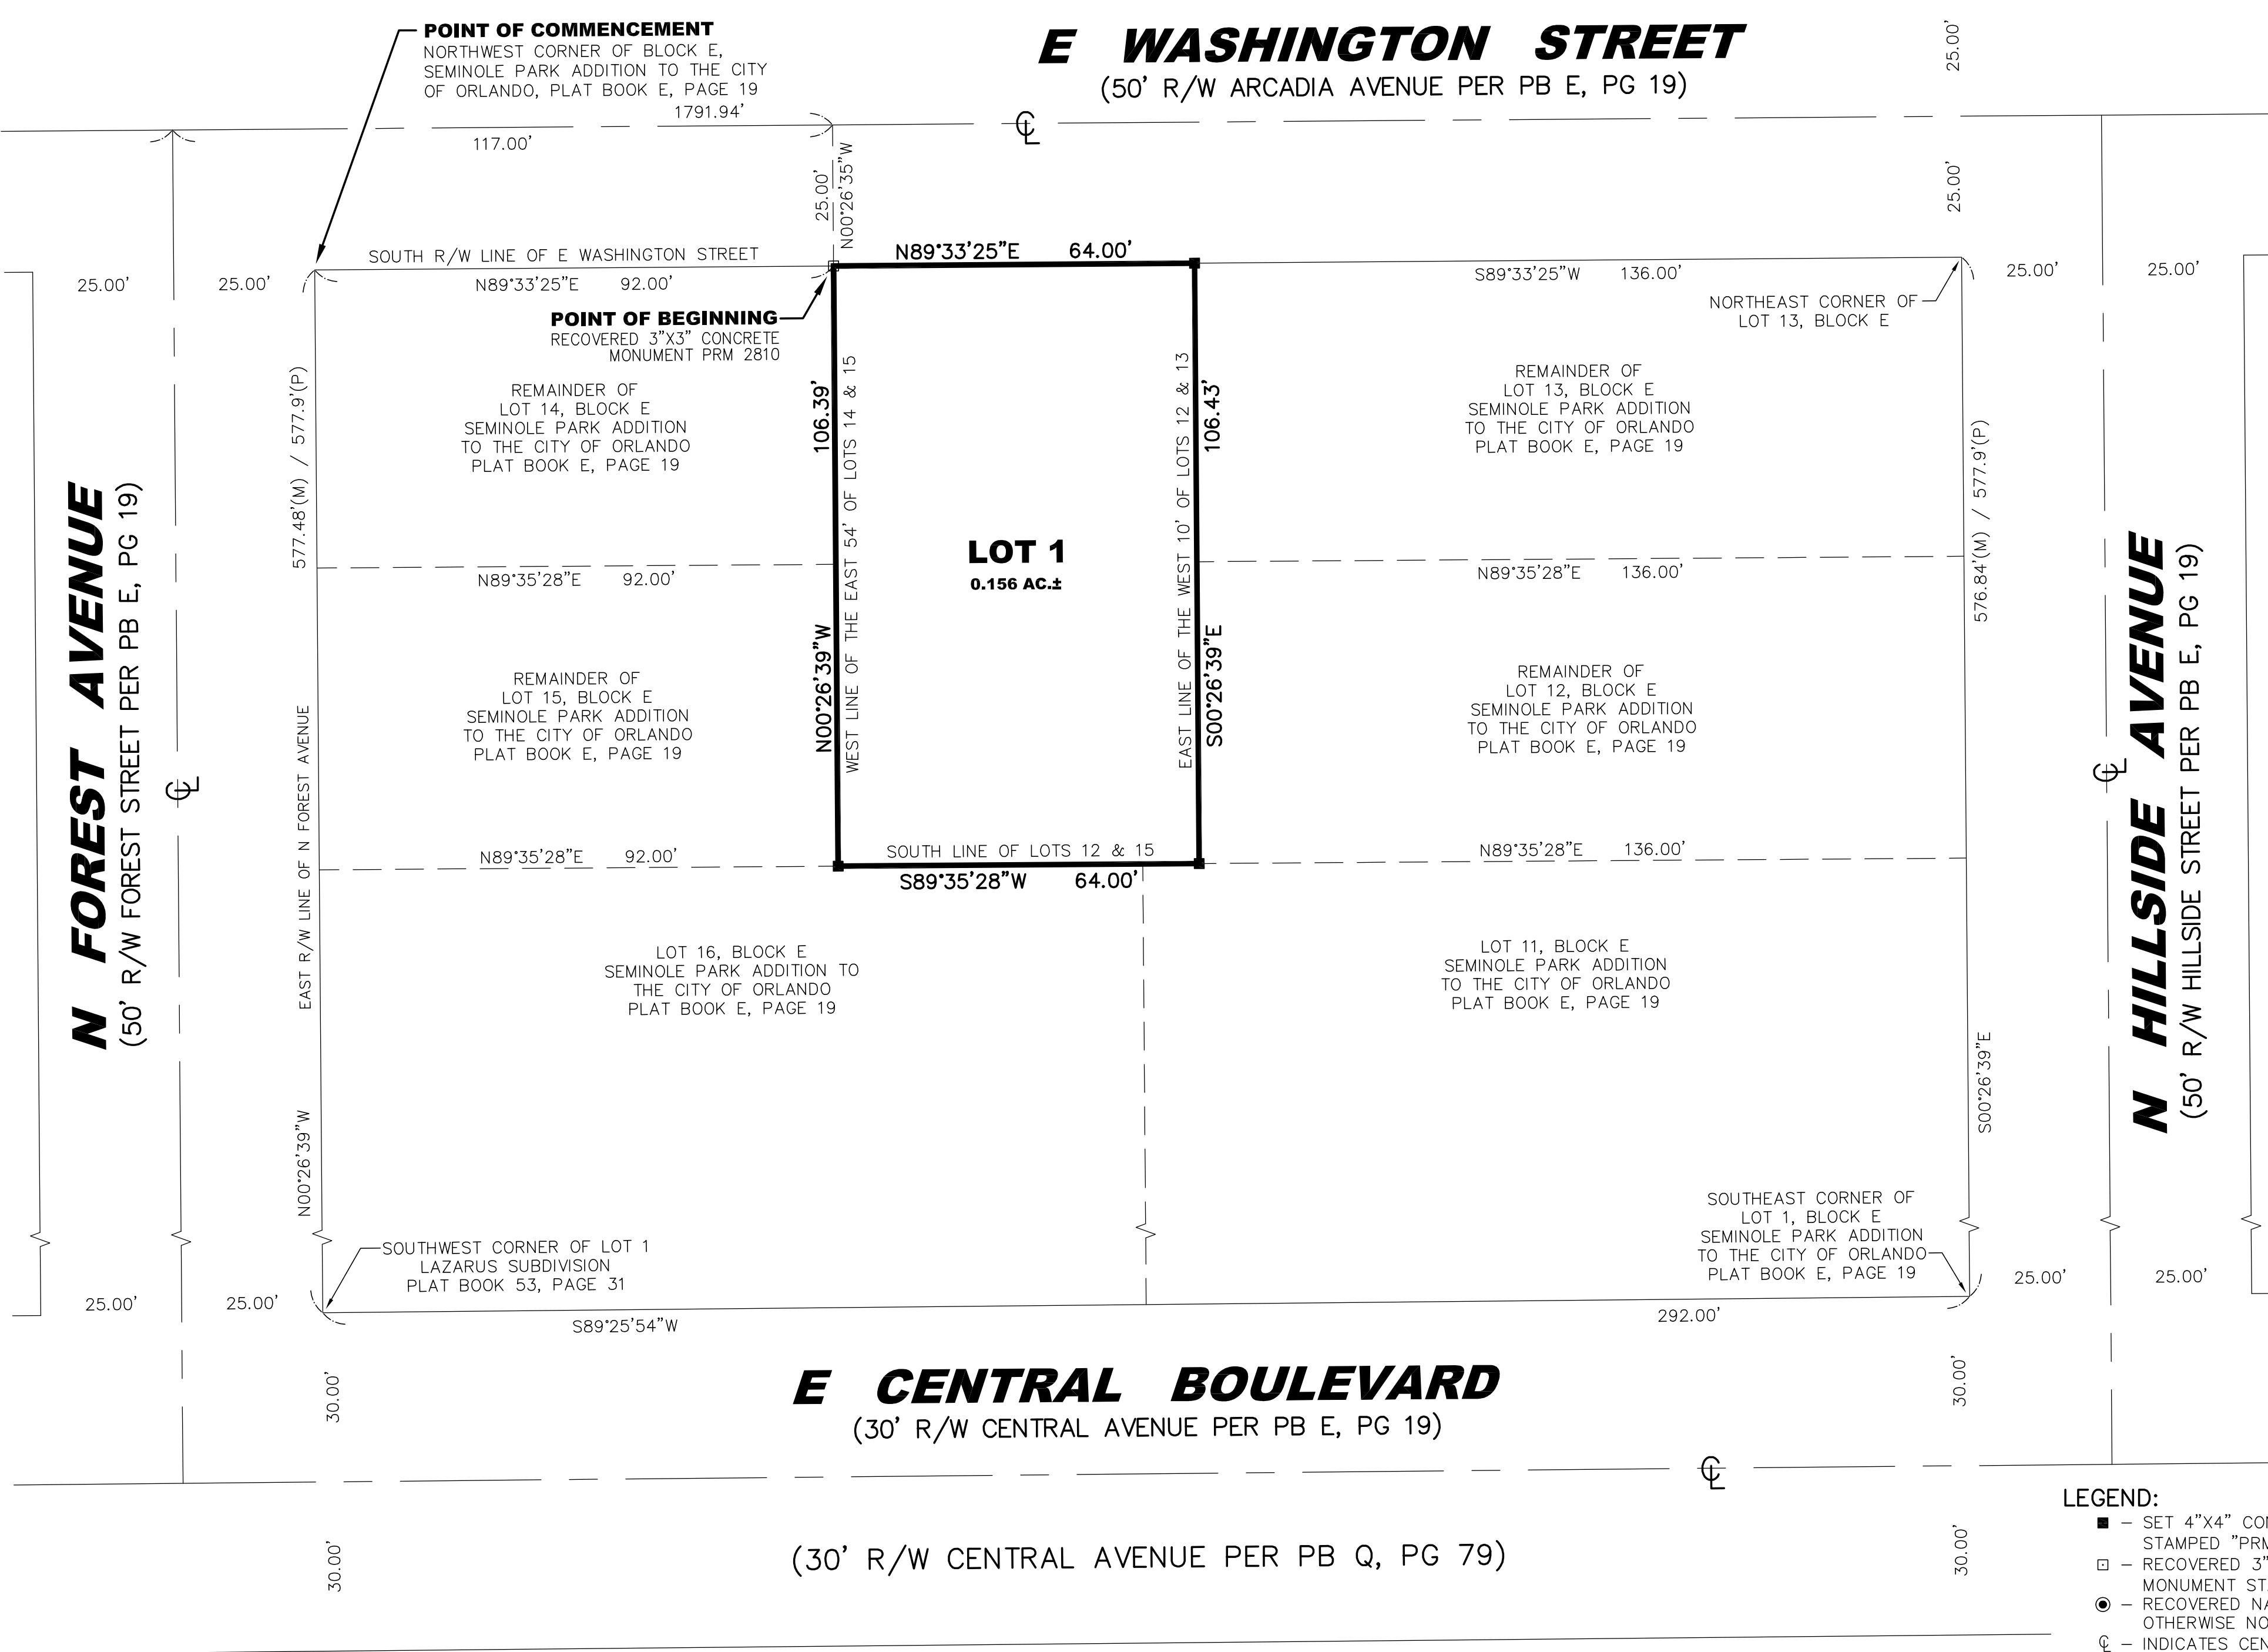 POINT OF COMMENCEMENT
NORTHWEST CORNER OF BLOCK E,
SEMINOLE PARK ADDITION TO THE CITY
OF ORLANDO, PLAT BOOK E, PAGE 19
1791.94'
E WASHINGTON STREET
(50' R/W ARCADIA AVENUE PER PB E, PG 19)
25.00'
℄
117.00'
25.00'
N00°26'35"W
25.00'
SOUTH R/W LINE OF E WASHINGTON STREET
N89°33'25"E 64.00'
25.00'
25.00'
N89°33'25"E 92.00'
S89°33'25"W 136.00'
25.00'
25.00'
NORTHEAST CORNER OF
LOT 13, BLOCK E
POINT OF BEGINNING
RECOVERED 3"X3" CONCRETE
MONUMENT PRM 2810
577.48'(M) / 577.9'(P)
REMAINDER OF
LOT 14, BLOCK E
SEMINOLE PARK ADDITION
TO THE CITY OF ORLANDO
PLAT BOOK E, PAGE 19
106.39'
WEST LINE OF THE EAST 54' OF LOTS 14 & 15
EAST LINE OF THE WEST 10' OF LOTS 12 & 13
106.43'
REMAINDER OF
LOT 13, BLOCK E
SEMINOLE PARK ADDITION
TO THE CITY OF ORLANDO
PLAT BOOK E, PAGE 19
576.84'(M) / 577.9'(P)
LOT 1
0.156 AC.±
N89°35'28"E 92.00'
N89°35'28"E 136.00'
N FOREST AVENUE
(50' R/W FOREST STREET PER PB E, PG 19)
℄
EAST R/W LINE OF N FOREST AVENUE
REMAINDER OF
LOT 15, BLOCK E
SEMINOLE PARK ADDITION
TO THE CITY OF ORLANDO
PLAT BOOK E, PAGE 19
N00°26'39"W
S00°26'39"E
REMAINDER OF
LOT 12, BLOCK E
SEMINOLE PARK ADDITION
TO THE CITY OF ORLANDO
PLAT BOOK E, PAGE 19
℄
N HILLSIDE AVENUE
(50' R/W HILLSIDE STREET PER PB E, PG 19)
N89°35'28"E 92.00'
SOUTH LINE OF LOTS 12 & 15
S89°35'28"W 64.00'
N89°35'28"E 136.00'
LOT 16, BLOCK E
SEMINOLE PARK ADDITION TO
THE CITY OF ORLANDO
PLAT BOOK E, PAGE 19
LOT 11, BLOCK E
SEMINOLE PARK ADDITION
TO THE CITY OF ORLANDO
PLAT BOOK E, PAGE 19
N00°26'39"W
S00°26'39"E
SOUTHWEST CORNER OF LOT 1
LAZARUS SUBDIVISION
PLAT BOOK 53, PAGE 31
SOUTHEAST CORNER OF
LOT 1, BLOCK E
SEMINOLE PARK ADDITION
TO THE CITY OF ORLANDO
PLAT BOOK E, PAGE 19
25.00'
25.00'
25.00'
25.00'
S89°25'54"W
292.00'
30.00'
E CENTRAL BOULEVARD
(30' R/W CENTRAL AVENUE PER PB E, PG 19)
30.00'
℄
30.00'
(30' R/W CENTRAL AVENUE PER PB Q, PG 79)
30.00'
LEGEND:
■ – SET 4"X4" CO
STAMPED "PRM
⊡ – RECOVERED 3"
MONUMENT ST
◉ – RECOVERED NA
OTHERWISE NO
℄ – INDICATES CEN